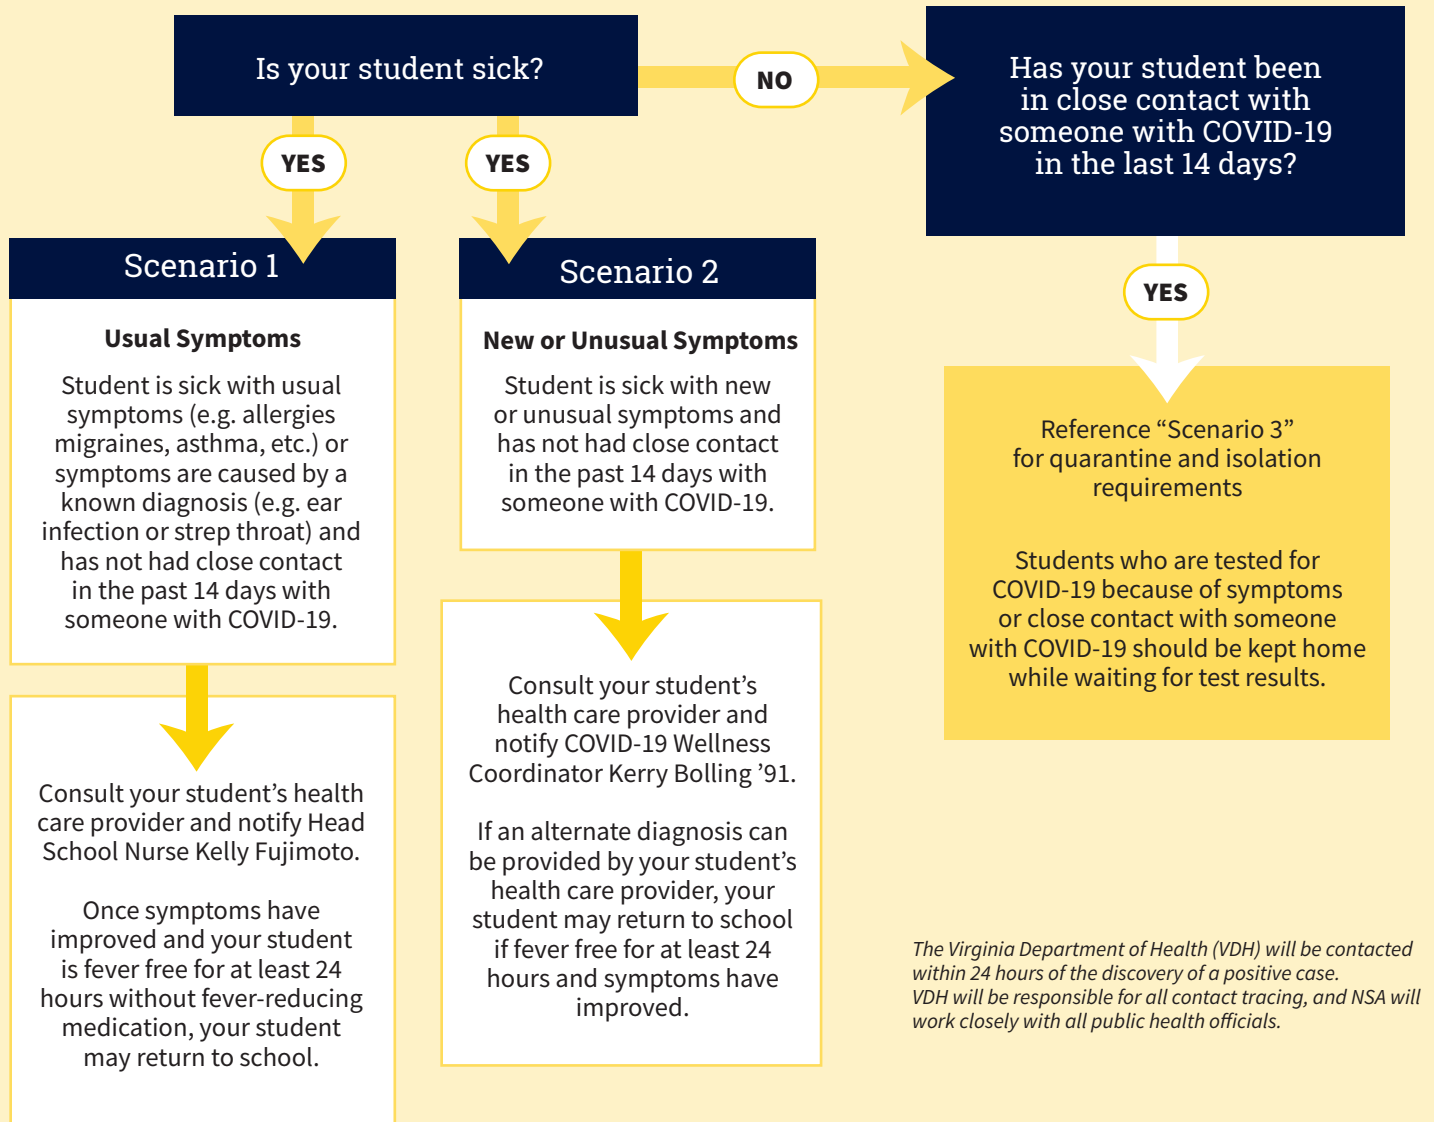 Is your student sick?
NO
Has your student been
in close contact with
someone with COVID-19
in the last 14 days?
YES
YES
YES
Scenario 1
Usual Symptoms
Student is sick with usual
symptoms (e.g. allergies
migraines, asthma, etc.) or
symptoms are caused by a
known diagnosis (e.g. ear
infection or strep throat) and
has not had close contact
in the past 14 days with
someone with COVID-19.
Consult your student’s health
care provider and notify Head
School Nurse Kelly Fujimoto.
Once symptoms have
improved and your student
is fever free for at least 24
hours without fever-reducing
medication, your student
may return to school.
Scenario 2
New or Unusual Symptoms
Student is sick with new
or unusual symptoms and
has not had close contact
in the past 14 days with
someone with COVID-19.
Consult your student’s
health care provider and
notify COVID-19 Wellness
Coordinator Kerry Bolling ’91.
If an alternate diagnosis can
be provided by your student’s
health care provider, your
student may return to school
if fever free for at least 24
hours and symptoms have
improved.
Reference “Scenario 3”
for quarantine and isolation
requirements
Students who are tested for
COVID-19 because of symptoms
or close contact with someone
with COVID-19 should be kept home
while waiting for test results.
The Virginia Department of Health (VDH) will be contacted
within 24 hours of the discovery of a positive case.
VDH will be responsible for all contact tracing, and NSA will
work closely with all public health officials.